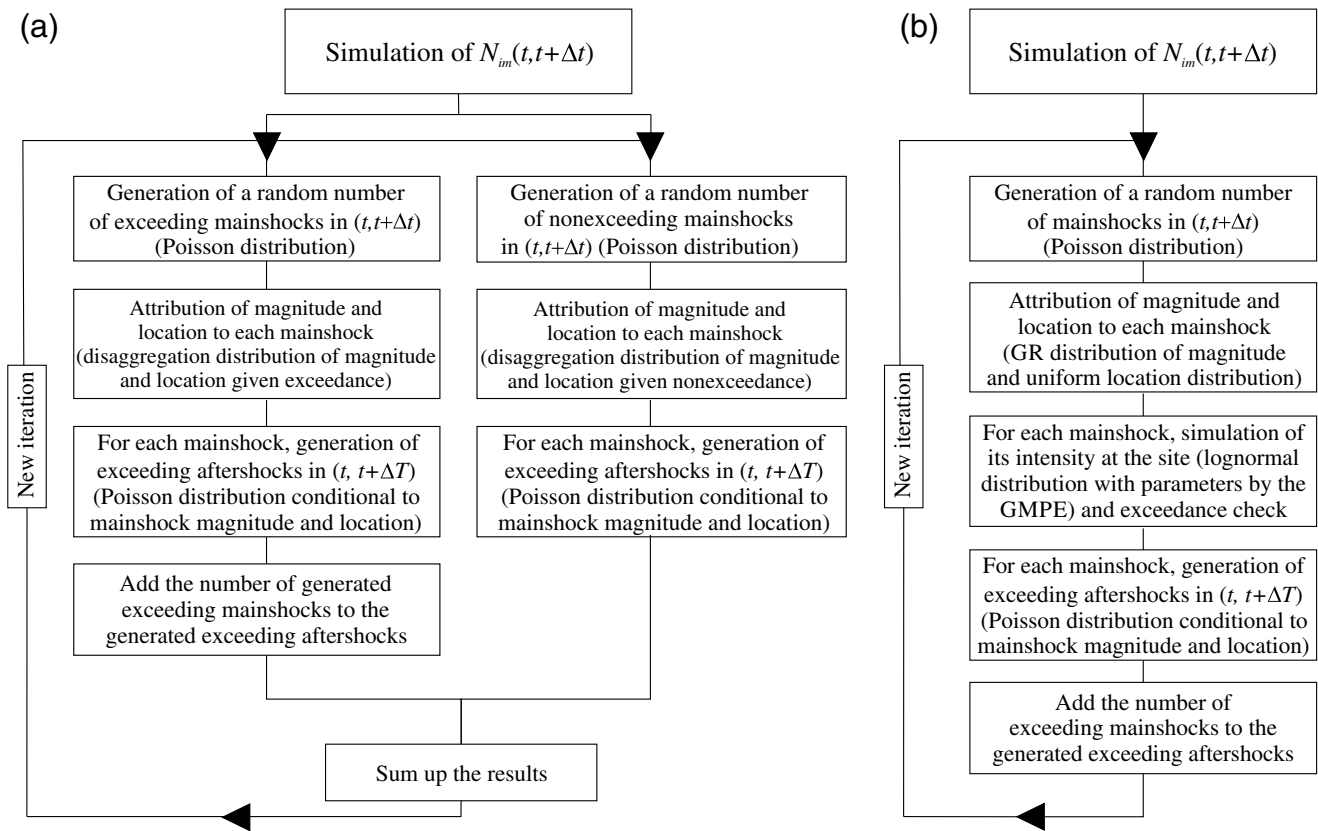 (a)
Simulation of N_im(t,t+Δt)
Generation of a random number
of exceeding mainshocks in (t,t+Δt)
(Poisson distribution)
Attribution of magnitude and
location to each mainshock
(disaggregation distribution of magnitude
and location given exceedance)
For each mainshock, generation of
exceeding aftershocks in (t, t+ΔT)
(Poisson distribution conditional to
mainshock magnitude and location)
Add the number of generated
exceeding mainshocks to the
generated exceeding aftershocks
Generation of a random number
of nonexceeding mainshocks
in (t,t+Δt) (Poisson distribution)
Attribution of magnitude and
location to each mainshock
(disaggregation distribution of magnitude
and location given nonexceedance)
For each mainshock, generation of
exceeding aftershocks in (t, t+ΔT)
(Poisson distribution conditional to
mainshock magnitude and location)
Sum up the results
New iteration
(b)
Simulation of N_im(t,t+Δt)
Generation of a random number
of mainshocks in (t,t+Δt)
(Poisson distribution)
Attribution of magnitude and
location to each mainshock
(GR distribution of magnitude
and uniform location distribution)
For each mainshock, simulation of
its intensity at the site (lognormal
distribution with parameters by the
GMPE) and exceedance check
For each mainshock, generation of
exceeding aftershocks in (t, t+ΔT)
(Poisson distribution conditional to
mainshock magnitude and location)
Add the number of
exceeding mainshocks to the
generated exceeding aftershocks
New iteration